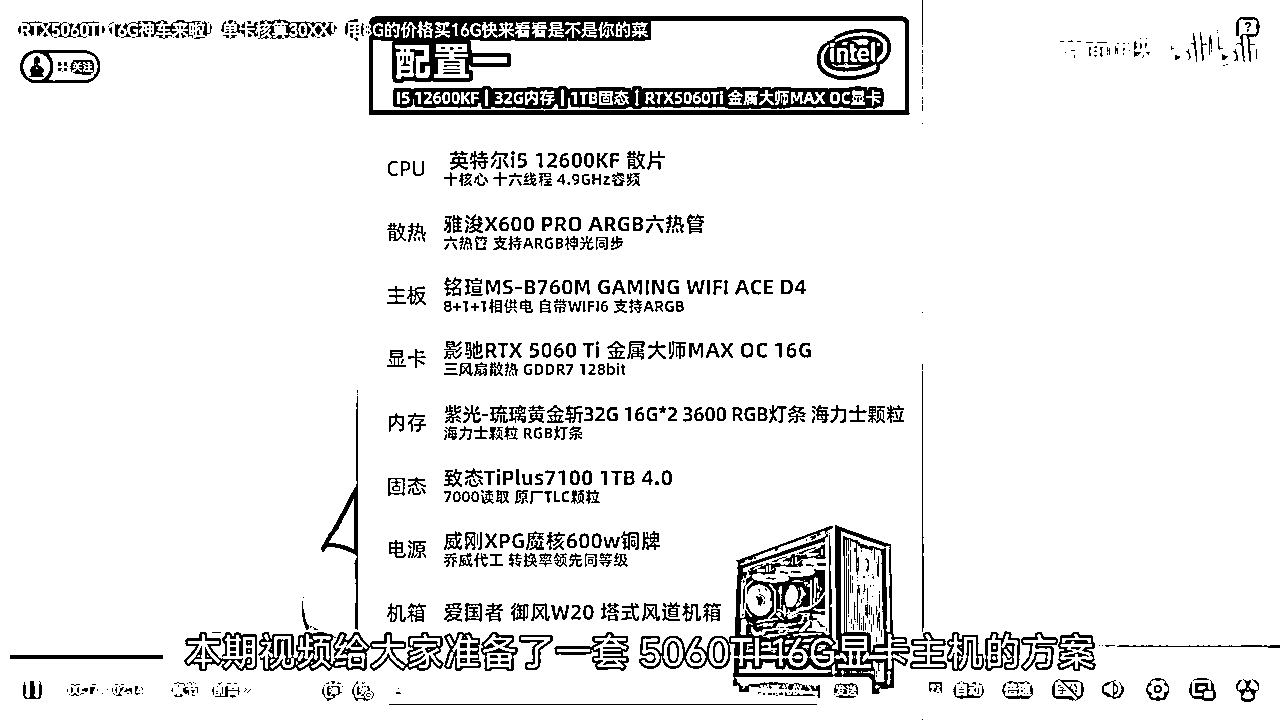 RTX5060TI 16G神车来啦! 单卡核算30XX! 用8G的价格买16G快来看看是不是你的菜
关注
配置一
intel
I5 12600KF | 32G内存 | 1TB固态 | RTX5060Ti 金属大师MAX OC显卡
CPU 英特尔i5 12600KF 散片
十核心 十六线程 4.9GHz睿频
散热 雅浚X600 PRO ARGB六热管
六热管 支持ARGB神光同步
主板 铭瑄MS-B760M GAMING WIFI ACE D4
8+1+1相供电 自带WIFI6 支持ARGB
显卡 影驰RTX 5060 Ti 金属大师MAX OC 16G
三风扇散热 GDDR7 128bit
内存 紫光-琉璃黄金斩32G 16G*2 3600 RGB灯条 海力士颗粒
海力士颗粒 RGB灯条
固态 致态TiPlus7100 1TB 4.0
7000读取 原厂TLC颗粒
电源 威刚XPG魔核600w铜牌
乔威代工 转换率领先同等级
机箱 爱国者 御风W20 塔式风道机箱
本期视频给大家准备了一套 5060TI 16G显卡主机的方案
章节
发送
自动
倍速